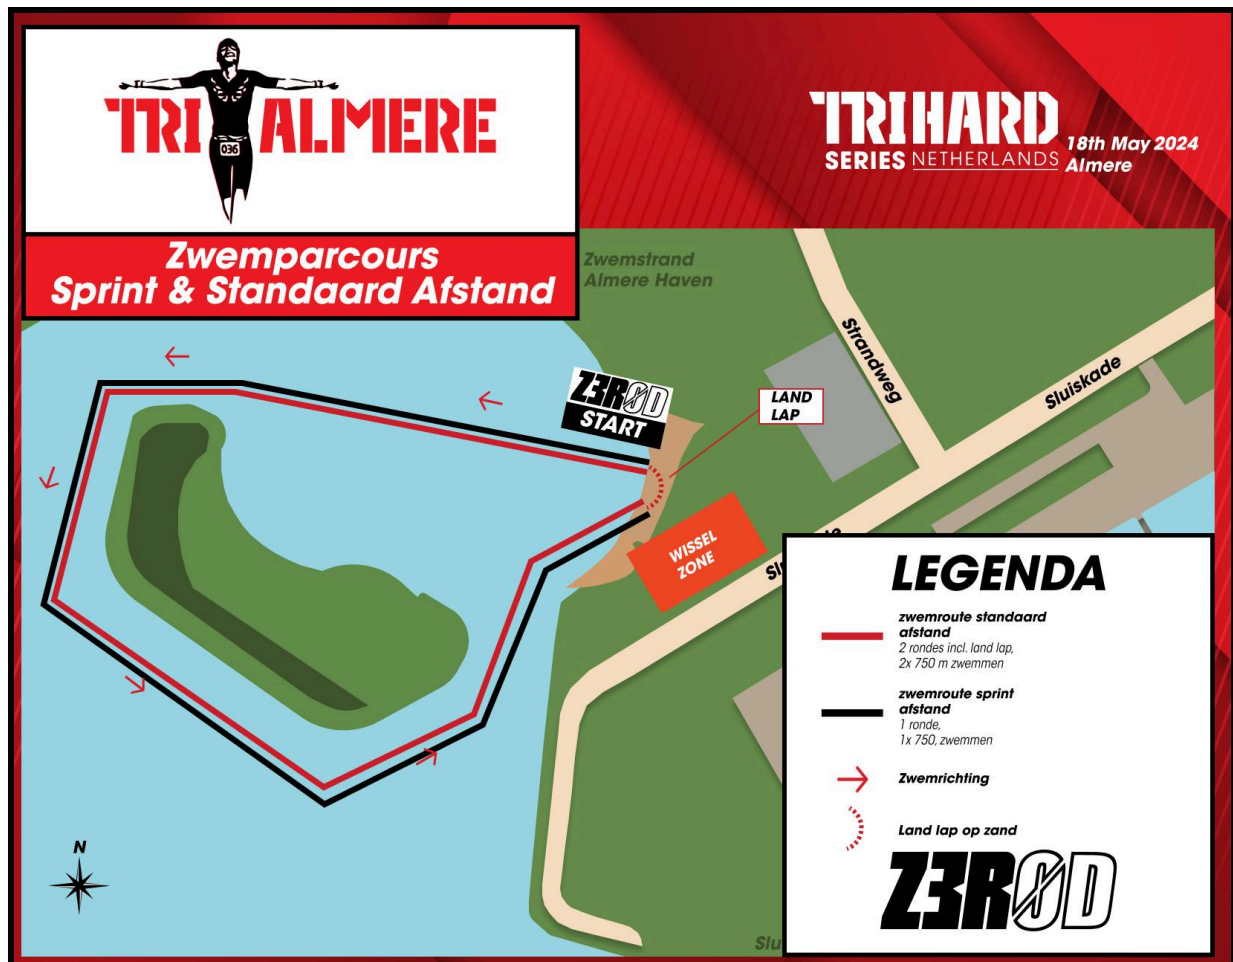 TRI ALMERE
036
Zwemparcours
Sprint & Standaard Afstand
TRIHARD
SERIES NETHERLANDS
18th May 2024
Almere
Zwemstrand
Almere Haven
Strandweg
Sluiskade
Z3RØD
START
LAND
LAP
WISSEL
ZONE
N
LEGENDA
zwemroute standaard
afstand
2 rondes incl. land lap,
2x 750 m zwemmen
zwemroute sprint
afstand
1 ronde,
1x 750, zwemmen
Zwemrichting
Land lap op zand
Z3RØD